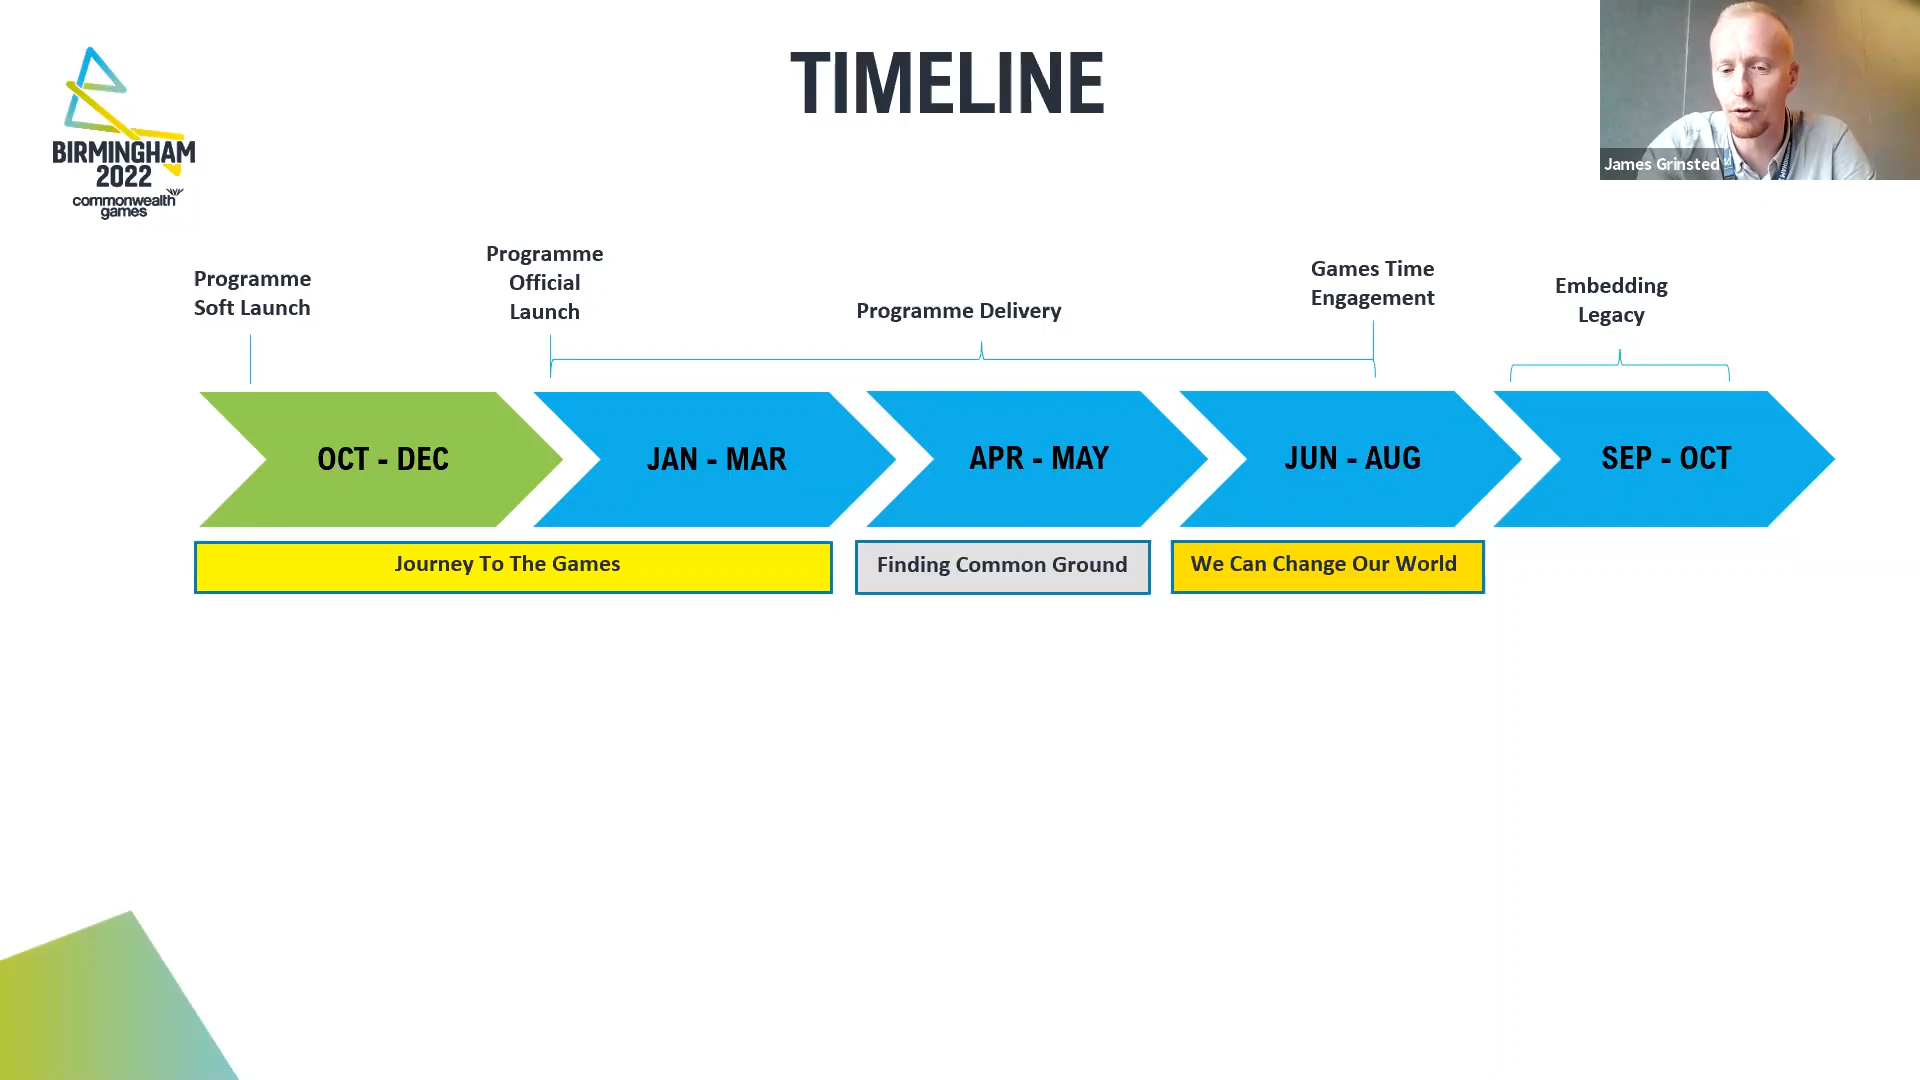 TIMELINE
BIRMINGHAM
2022
commonwealth
games
James Grinsted
Programme
Soft Launch
Programme
Official
Launch
Programme Delivery
Games Time
Engagement
Embedding
Legacy
OCT - DEC
JAN - MAR
APR - MAY
JUN - AUG
SEP - OCT
Journey To The Games
Finding Common Ground
We Can Change Our World